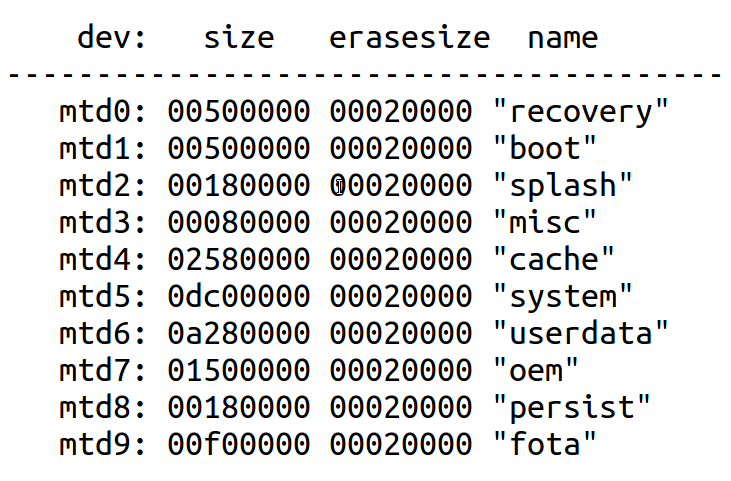 dev: size erasesize name
----------------------------------------
mtd0: 00500000 00020000 "recovery"
mtd1: 00500000 00020000 "boot"
mtd2: 00180000 00020000 "splash"
mtd3: 00080000 00020000 "misc"
mtd4: 02580000 00020000 "cache"
mtd5: 0dc00000 00020000 "system"
mtd6: 0a280000 00020000 "userdata"
mtd7: 01500000 00020000 "oem"
mtd8: 00180000 00020000 "persist"
mtd9: 00f00000 00020000 "fota"